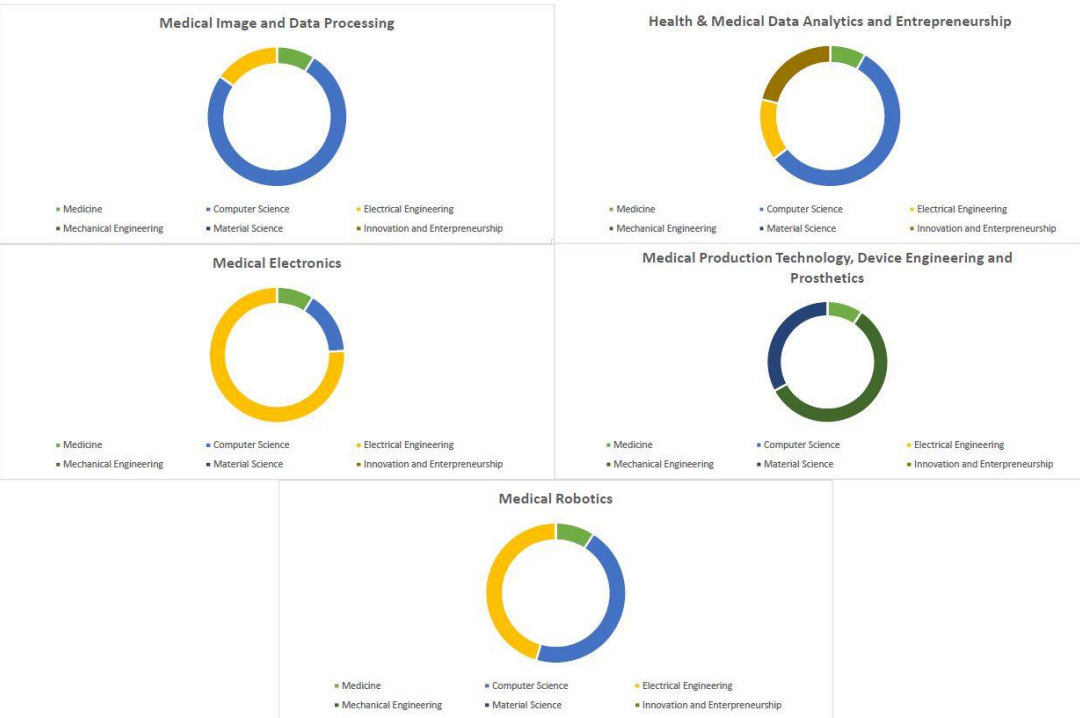 Medical Image and Data Processing
Medicine Computer Science Electrical Engineering
Mechanical Engineering Material Science Innovation and Enterpreneurship
Health & Medical Data Analytics and Entrepreneurship
Medicine Computer Science Electrical Engineering
Mechanical Engineering Material Science Innovation and Enterpreneurship
Medical Electronics
Medicine Computer Science Electrical Engineering
Mechanical Engineering Material Science Innovation and Enterpreneurship
Medical Production Technology, Device Engineering and
Prosthetics
Medicine Computer Science Electrical Engineering
Mechanical Engineering Material Science Innovation and Enterpreneurship
Medical Robotics
Medicine Computer Science Electrical Engineering
Mechanical Engineering Material Science Innovation and Enterpreneurship